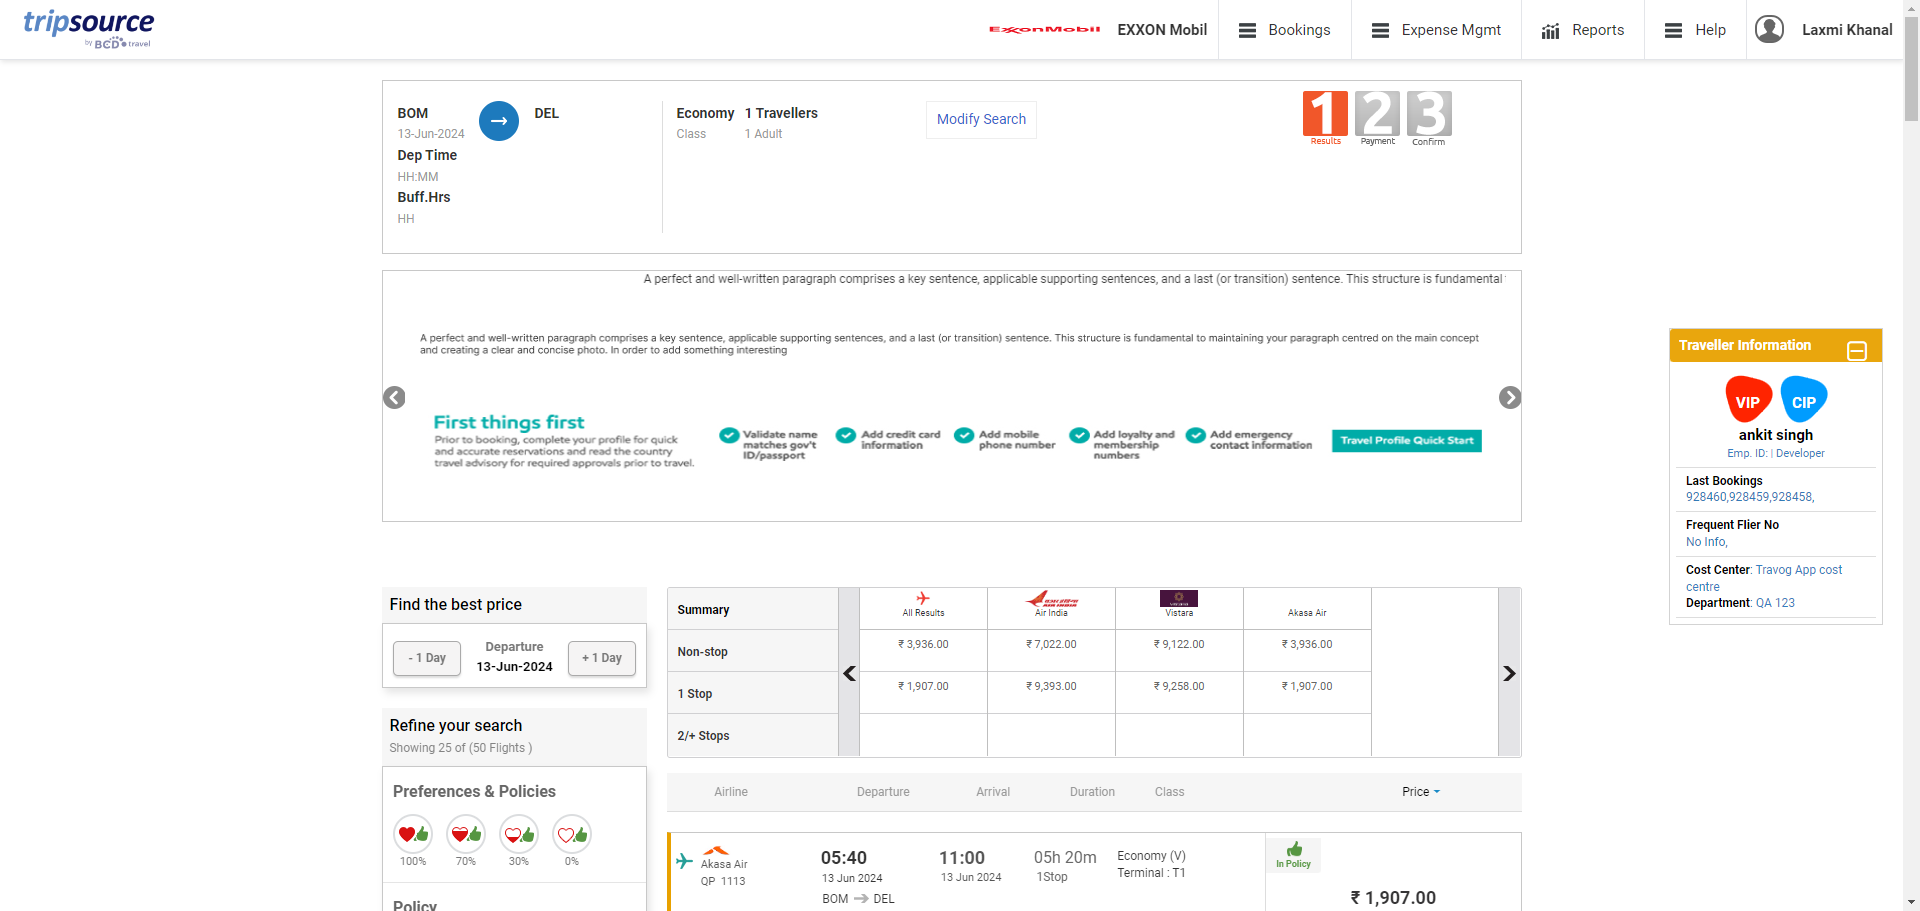 tripsource
by BCD travel
ExxonMobil
EXXON Mobil
Bookings
Expense Mgmt
Reports
Help
Laxmi Khanal
BOM
DEL
13-Jun-2024
Dep Time
HH:MM
Buff.Hrs
HH
Economy
1 Travellers
Class
1 Adult
Modify Search
1
2
3
Results
Payment
Confirm
A perfect and well-written paragraph comprises a key sentence, applicable supporting sentences, and a last (or transition) sentence. This structure is fundamental
A perfect and well-written paragraph comprises a key sentence, applicable supporting sentences, and a last (or transition) sentence. This structure is fundamental to maintaining your paragraph centred on the main concept
and creating a clear and concise photo. In order to add something interesting
First things first
Prior to booking, complete your profile for quick
and accurate reservations and read the country
travel advisory for required approvals prior to travel.
Validate name
matches gov't
ID/passport
Add credit card
information
Add mobile
phone number
Add loyalty and
membership
numbers
Add emergency
contact information
Travel Profile Quick Start
Traveller Information
VIP
CIP
ankit singh
Emp. ID: | Developer
Last Bookings
928460,928459,928458,
Frequent Flier No
No Info,
Cost Center: Travog App cost
centre
Department: QA 123
Find the best price
- 1 Day
Departure
13-Jun-2024
+ 1 Day
Refine your search
Showing 25 of (50 Flights )
Preferences & Policies
100%
70%
30%
0%
Policy
Summary
All Results
Air India
Vistara
Akasa Air
Non-stop
₹ 3,936.00
₹ 7,022.00
₹ 9,122.00
₹ 3,936.00
1 Stop
₹ 1,907.00
₹ 9,393.00
₹ 9,258.00
₹ 1,907.00
2/+ Stops
Airline
Departure
Arrival
Duration
Class
Price
Akasa Air
QP 1113
05:40
13 Jun 2024
BOM
DEL
11:00
13 Jun 2024
05h 20m
1Stop
Economy (V)
Terminal : T1
In Policy
₹ 1,907.00